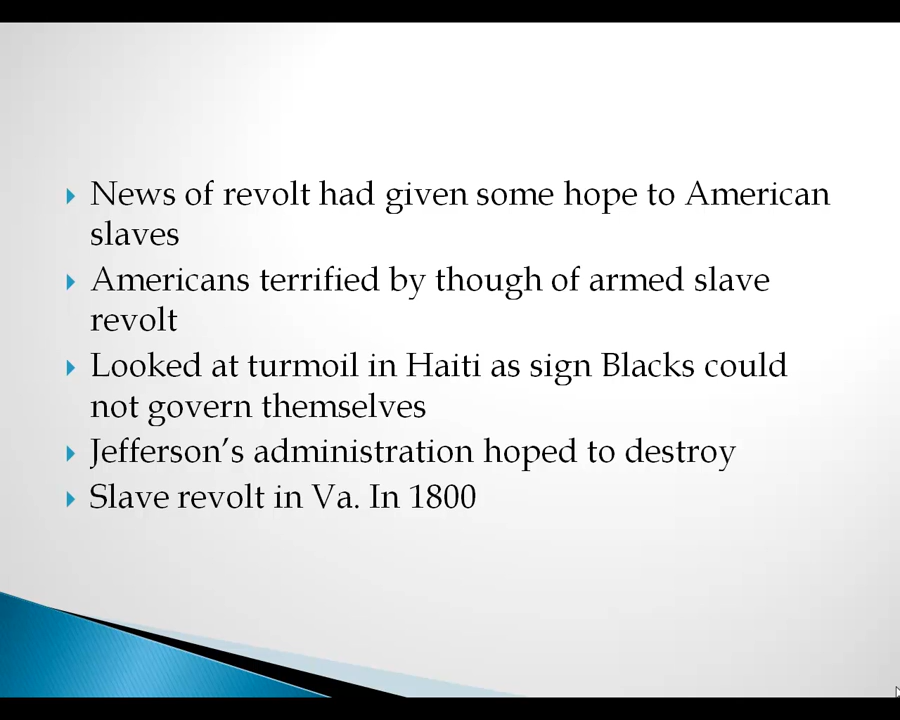 News of revolt had given some hope to American
slaves
Americans terrified by though of armed slave
revolt
Looked at turmoil in Haiti as sign Blacks could
not govern themselves
Jefferson’s administration hoped to destroy
Slave revolt in Va. In 1800